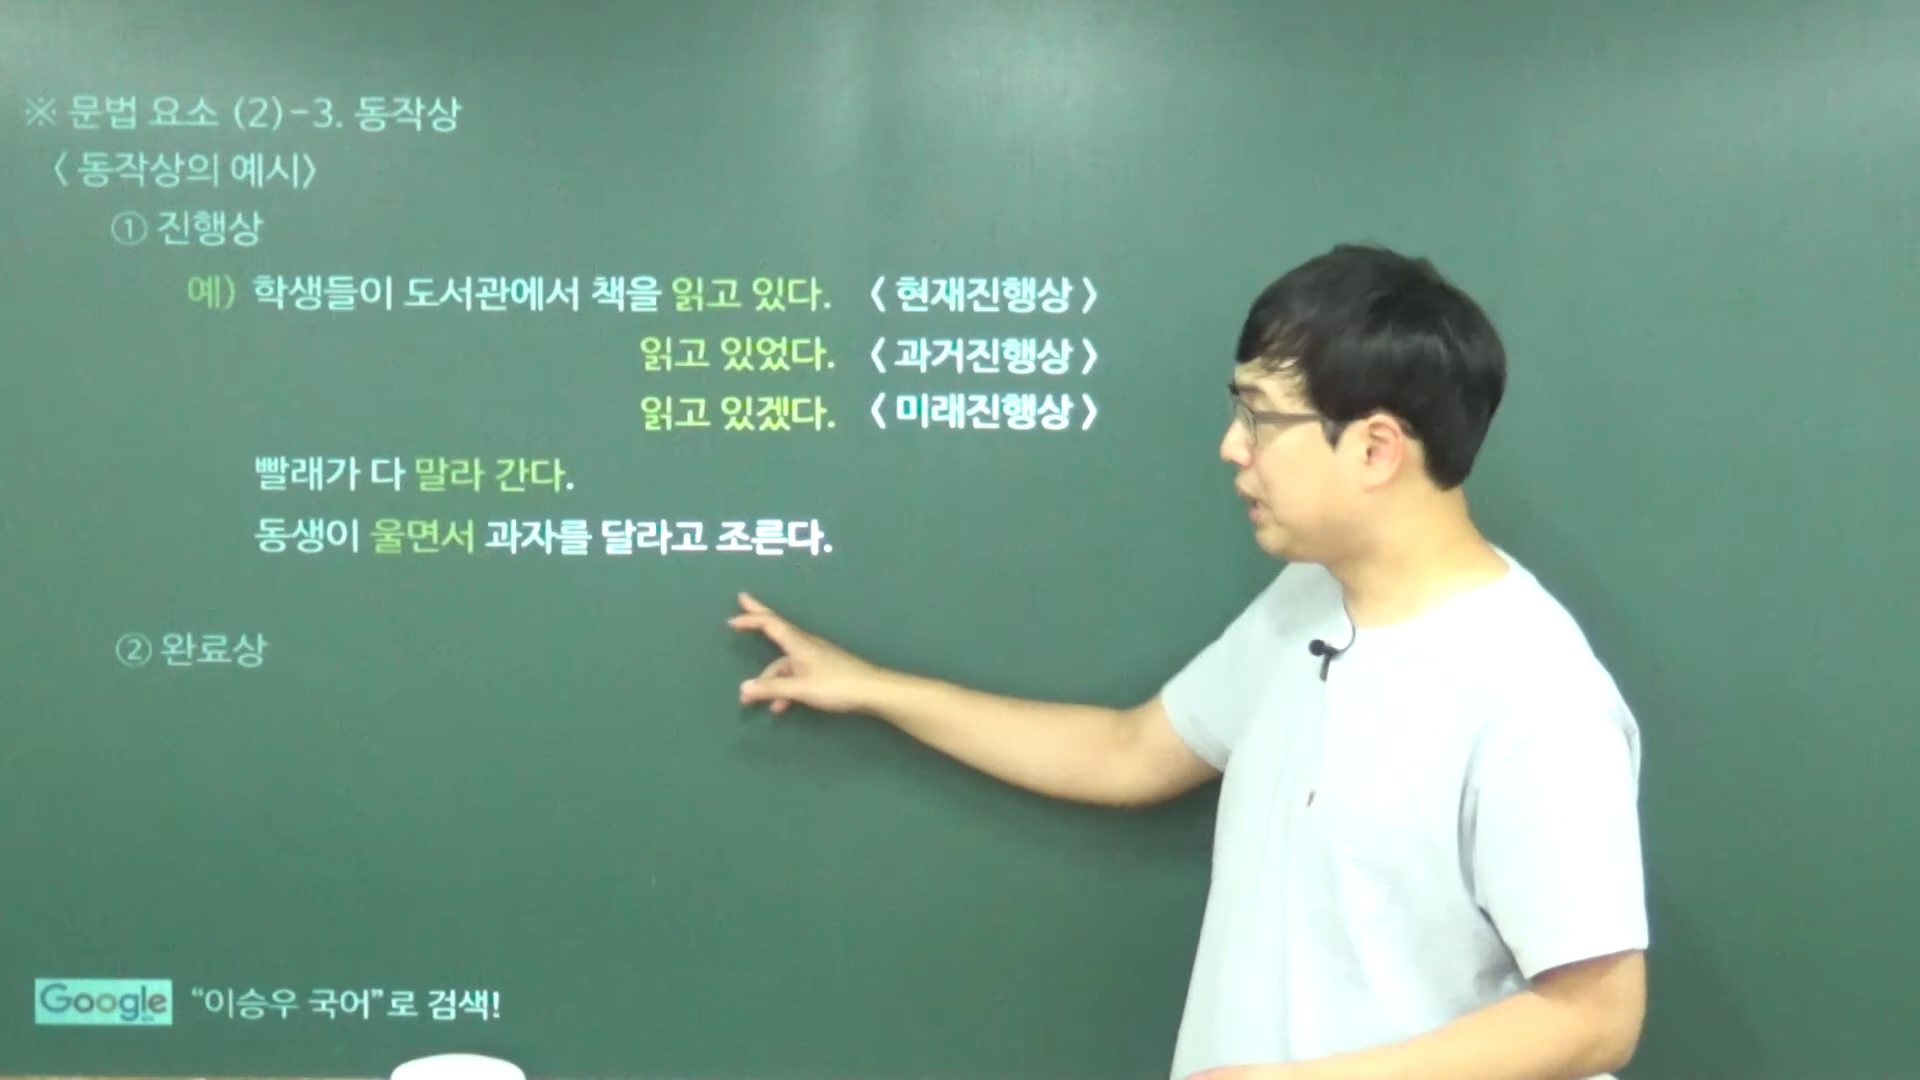 ※ 문법 요소 (2)-3. 동작상
< 동작상의 예시>
① 진행상
예) 학생들이 도서관에서 책을 읽고 있다. < 현재진행상 >
읽고 있었다. < 과거진행상 >
읽고 있겠다. < 미래진행상 >
빨래가 다 말라 간다.
동생이 울면서 과자를 달라고 조른다.
② 완료상
Google “이승우 국어”로 검색!